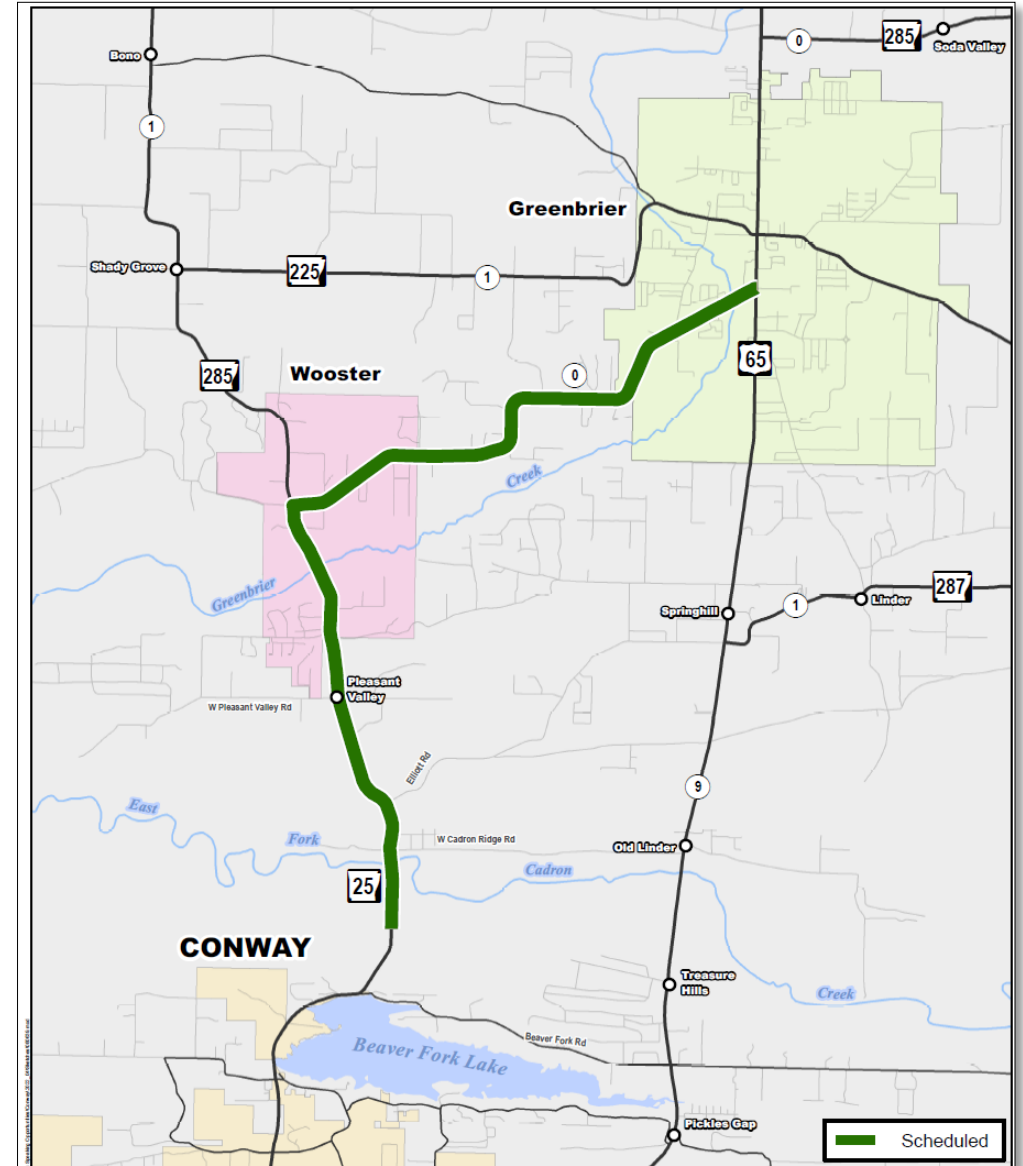 Bono
0
285
Soda Valley
1
Greenbrier
Shady Grove
225
1
65
285
Wooster
0
Creek
Greenbrier
Springhill
1
Linder
287
Pleasant
Valley
W Pleasant Valley Rd
Elliott Rd
9
East
Fork
W Cadron Ridge Rd
Old Linder
Cadron
25
CONWAY
Treasure
Hills
Creek
Beaver Fork Rd
Beaver Fork Lake
Pickles Gap
Scheduled